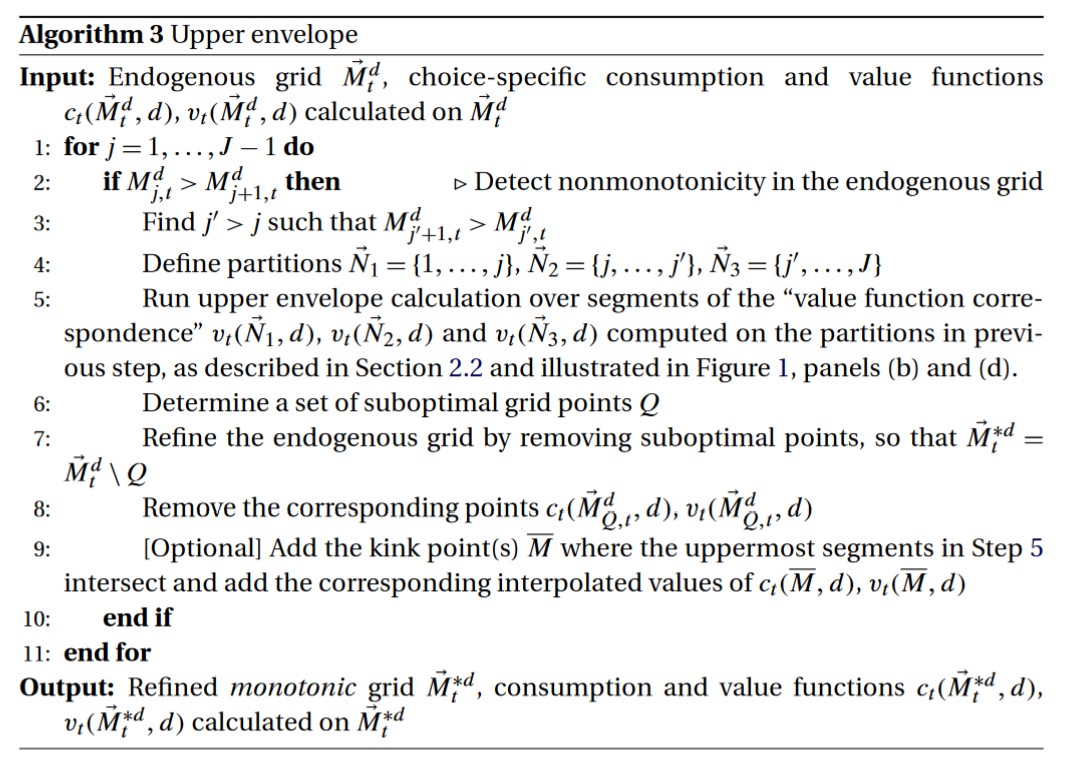 Algorithm 3 Upper envelope
Input: Endogenous grid $\vec{M}_t^d$, choice-specific consumption and value functions
$c_t(\vec{M}_t^d, d)$, $v_t(\vec{M}_t^d, d)$ calculated on $\vec{M}_t^d$
1: for $j = 1, \ldots, J - 1$ do
2: if $M_{j,t}^d > M_{j+1,t}^d$ then ▹ Detect nonmonotonicity in the endogenous grid
3: Find $j' > j$ such that $M_{j'+1,t}^d > M_{j',t}^d$
4: Define partitions $\vec{N}_1 = \{1, \ldots, j\}$, $\vec{N}_2 = \{j, \ldots, j'\}$, $\vec{N}_3 = \{j', \ldots, J\}$
5: Run upper envelope calculation over segments of the “value function corre-
spondence” $v_t(\vec{N}_1, d)$, $v_t(\vec{N}_2, d)$ and $v_t(\vec{N}_3, d)$ computed on the partitions in previ-
ous step, as described in Section 2.2 and illustrated in Figure 1, panels (b) and (d).
6: Determine a set of suboptimal grid points $Q$
7: Refine the endogenous grid by removing suboptimal points, so that $\vec{M}_t^{*d} =$
$\vec{M}_t^d \setminus Q$
8: Remove the corresponding points $c_t(\vec{M}_{Q,t}^d, d)$, $v_t(\vec{M}_{Q,t}^d, d)$
9: [Optional] Add the kink point(s) $\overline{M}$ where the uppermost segments in Step 5
intersect and add the corresponding interpolated values of $c_t(\overline{M}, d)$, $v_t(\overline{M}, d)$
10: end if
11: end for
Output: Refined monotonic grid $\vec{M}_t^{*d}$, consumption and value functions $c_t(\vec{M}_t^{*d}, d)$,
$v_t(\vec{M}_t^{*d}, d)$ calculated on $\vec{M}_t^{*d}$